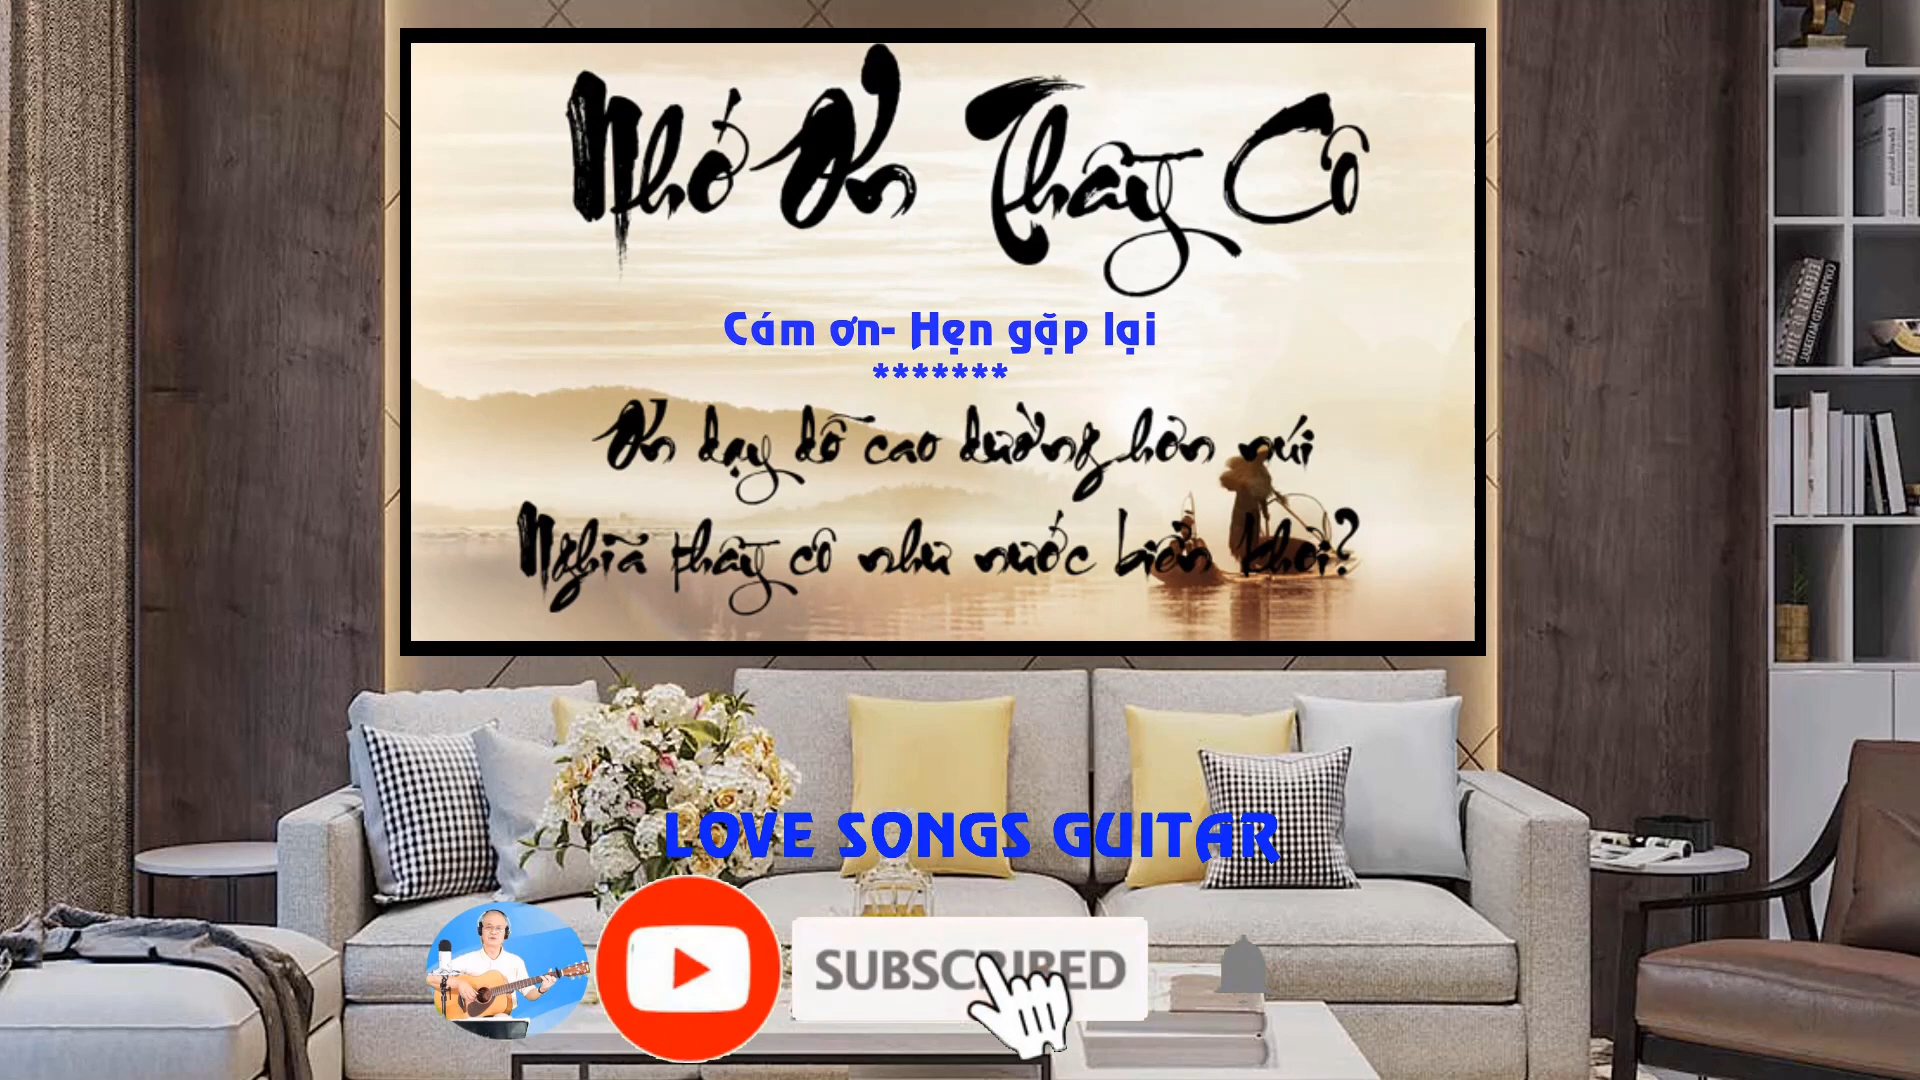 Nhớ Ơn Thầy Cô
Cám ơn- Hẹn gặp lại
*******
Ơn dạy dỗ cao dường hơn núi
Nghĩa thầy cô như nước biển khơi?
LOVE SONGS GUITAR
SUBSCRIBED